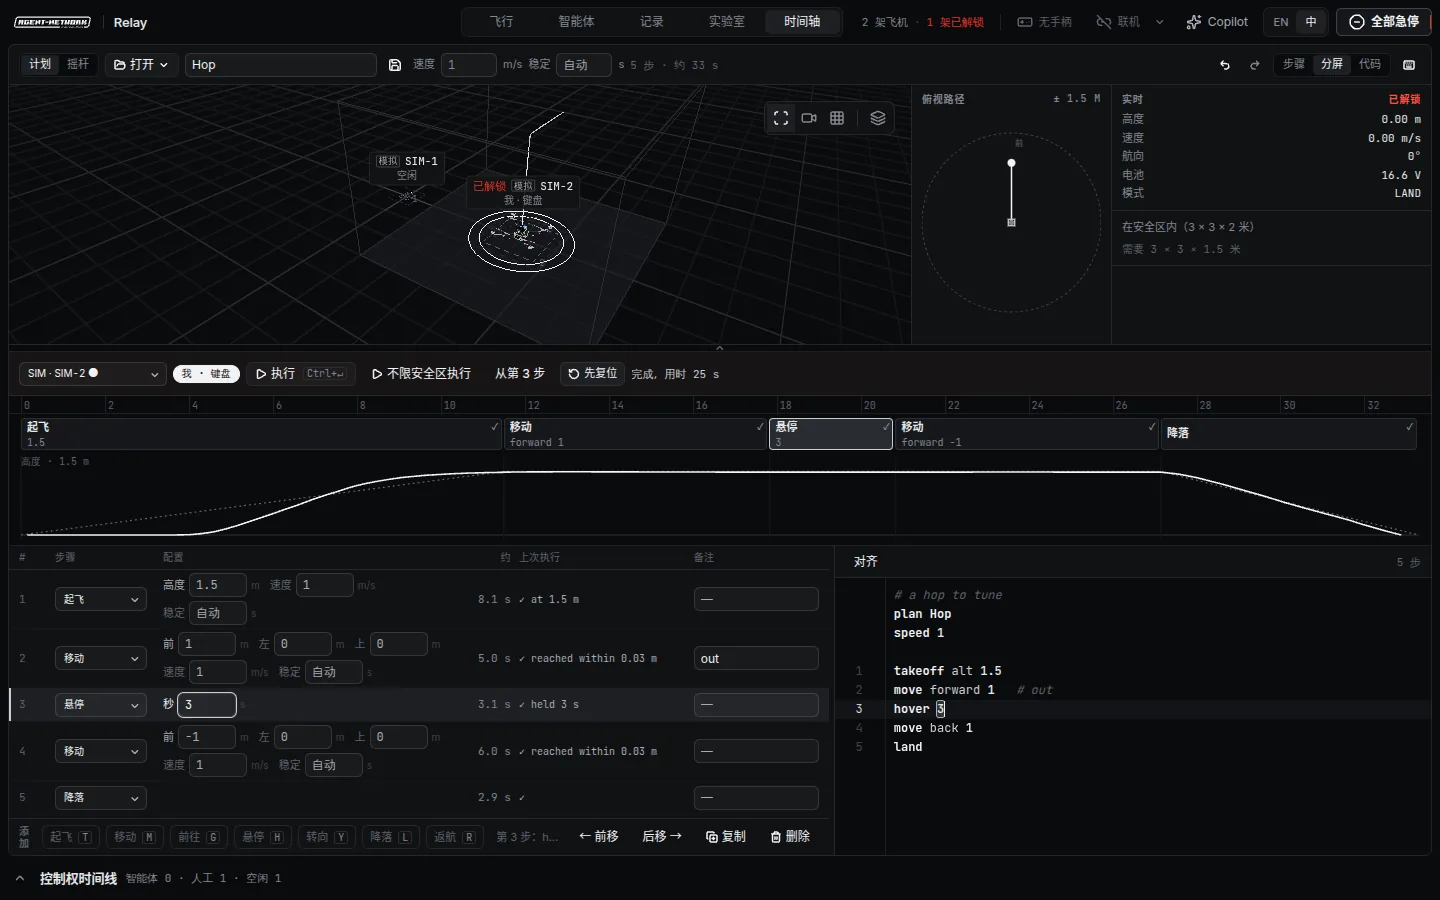 AGENT-NETWORK Relay 飞行 智能体 记录 实验室 时间轴 2 架飞机 · 1 架已解锁 无手柄 联机 Copilot EN 中 全部急停
计划 摇杆 打开 Hop 速度 1 m/s 稳定 自动 s 5 步 · 约 33 s 步骤 分屏 代码
模拟 SIM-1
空闲
已解锁 模拟 SIM-2
我 · 键盘
俯视路径 ± 1.5 M
前
实时 已解锁
高度 0.00 m
速度 0.00 m/s
航向 0°
电池 16.6 V
模式 LAND
在安全区内（3 × 3 × 2 米）
需要 3 × 3 × 1.5 米
SIM · SIM-2 我 · 键盘 执行 Ctrl+↵ 不限安全区执行 从第 3 步 先复位 完成，用时 25 s
0 2 4 6 8 10 12 14 16 18 20 22 24 26 28 30 32
起飞 ✓ 移动 ✓ 悬停 ✓ 移动 ✓ 降落 ✓
1.5 forward 1 3 forward -1
高度 · 1.5 m
# 步骤 配置 约 上次执行 备注
1 起飞 高度 1.5 m 速度 1 m/s 稳定 自动 s 8.1 s ✓ at 1.5 m —
2 移动 前 1 m 左 0 m 上 0 m 速度 1 m/s 稳定 自动 s 5.0 s ✓ reached within 0.03 m out
3 悬停 秒 3 s 3.1 s ✓ held 3 s —
4 移动 前 -1 m 左 0 m 上 0 m 速度 1 m/s 稳定 自动 s 6.0 s ✓ reached within 0.03 m —
5 降落 2.9 s ✓ —
添加 起飞 T 移动 M 前往 G 悬停 H 转向 Y 降落 L 返航 R 第 3 步：h... ← 前移 后移 → 复制 删除
对齐 5 步
# a hop to tune
plan Hop
speed 1
1 takeoff alt 1.5
2 move forward 1 # out
3 hover 3
4 move back 1
5 land
控制权时间线 智能体 0 · 人工 1 · 空闲 1